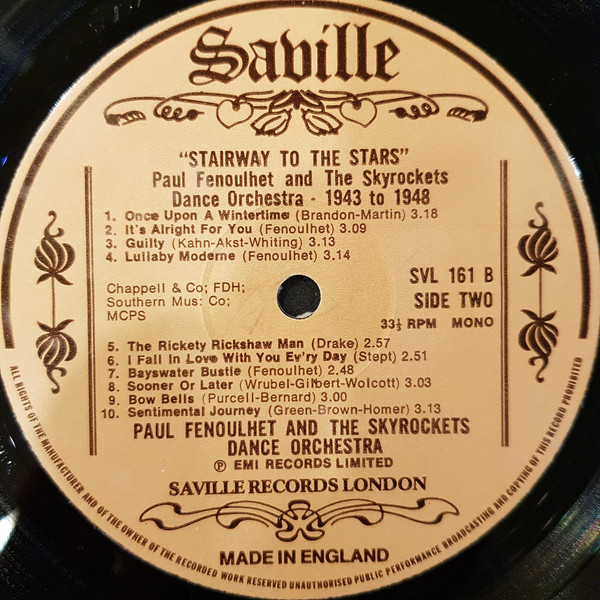 Saville
"STAIRWAY TO THE STARS"
Paul Fenoulhet and The Skyrockets
Dance Orchestra - 1943 to 1948
1. Once Upon A Wintertime (Brandon-Martin) 3.18
2. It's Alright For You (Fenoulhet) 3.09
3. Guilty (Kahn-Akst-Whiting) 3.13
4. Lullaby Moderne (Fenoulhet) 3.14
Chappell & Co; FDH;
Southern Mus: Co;
MCPS
SVL 161 B
SIDE TWO
33⅓ RPM MONO
5. The Rickety Rickshaw Man (Drake) 2.57
6. I Fall In Love With You Ev'ry Day (Stept) 2.51
7. Bayswater Bustle (Fenoulhet) 2.48
8. Sooner Or Later (Wrubel-Gilbert-Wolcott) 3.03
9. Bow Bells (Purcell-Bernard) 3.00
10. Sentimental Journey (Green-Brown-Homer) 3.13
PAUL FENOULHET AND THE SKYROCKETS
DANCE ORCHESTRA
Ⓟ EMI RECORDS LIMITED
SAVILLE RECORDS LONDON
MADE IN ENGLAND
ALL RIGHTS OF THE MANUFACTURER AND OF THE OWNER OF THE RECORDED WORK RESERVED UNAUTHORISED PUBLIC PERFORMANCE BROADCASTING AND COPYING OF THIS RECORD PROHIBITED